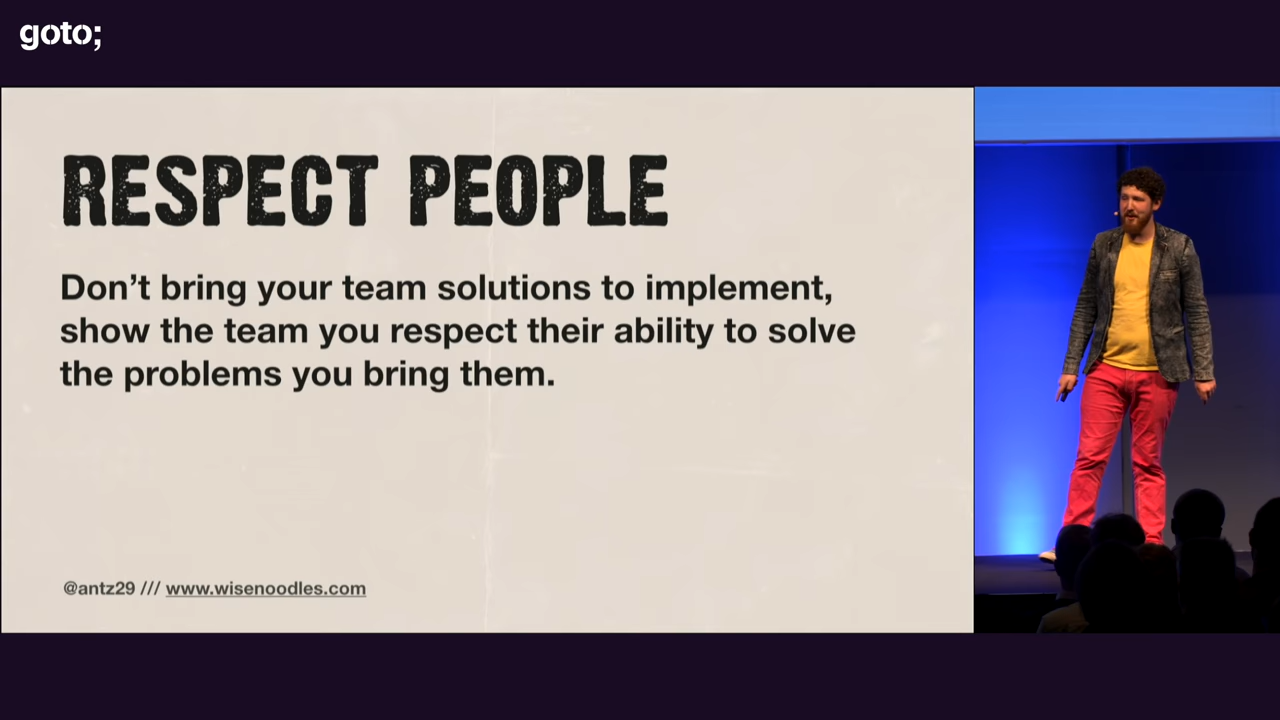 goto;
RESPECT PEOPLE
Don’t bring your team solutions to implement,
show the team you respect their ability to solve
the problems you bring them.
@antz29 /// www.wisenoodles.com